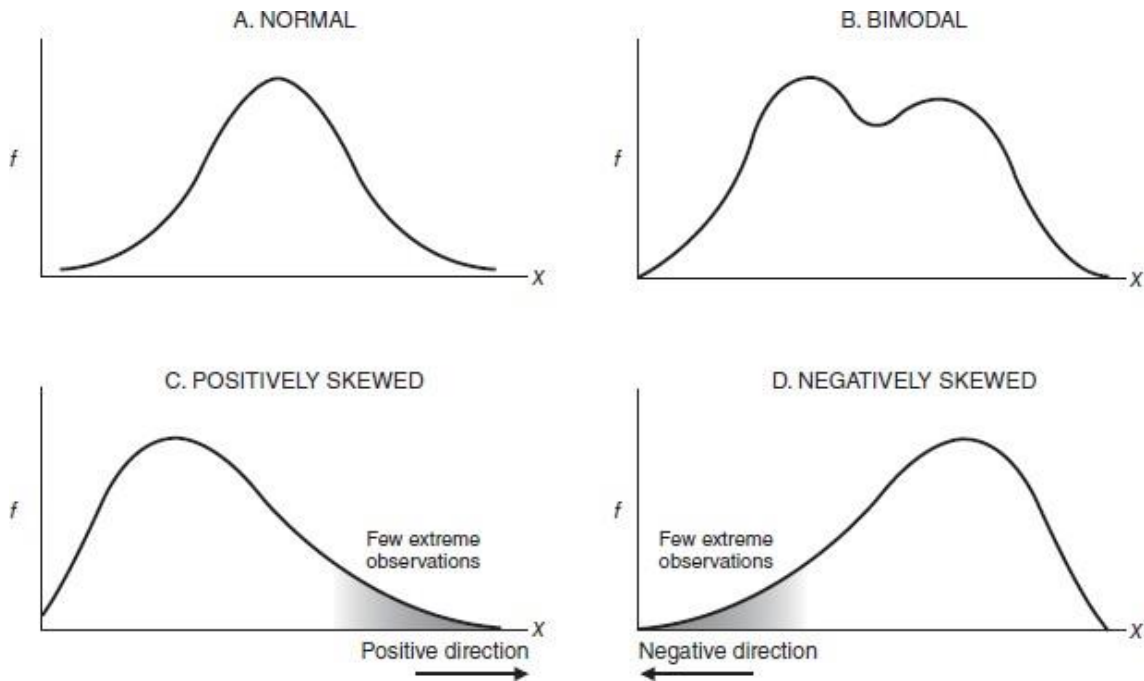 A. NORMAL
f
X
B. BIMODAL
f
X
C. POSITIVELY SKEWED
f
Few extreme
observations
X
Positive direction
D. NEGATIVELY SKEWED
f
Few extreme
observations
X
Negative direction